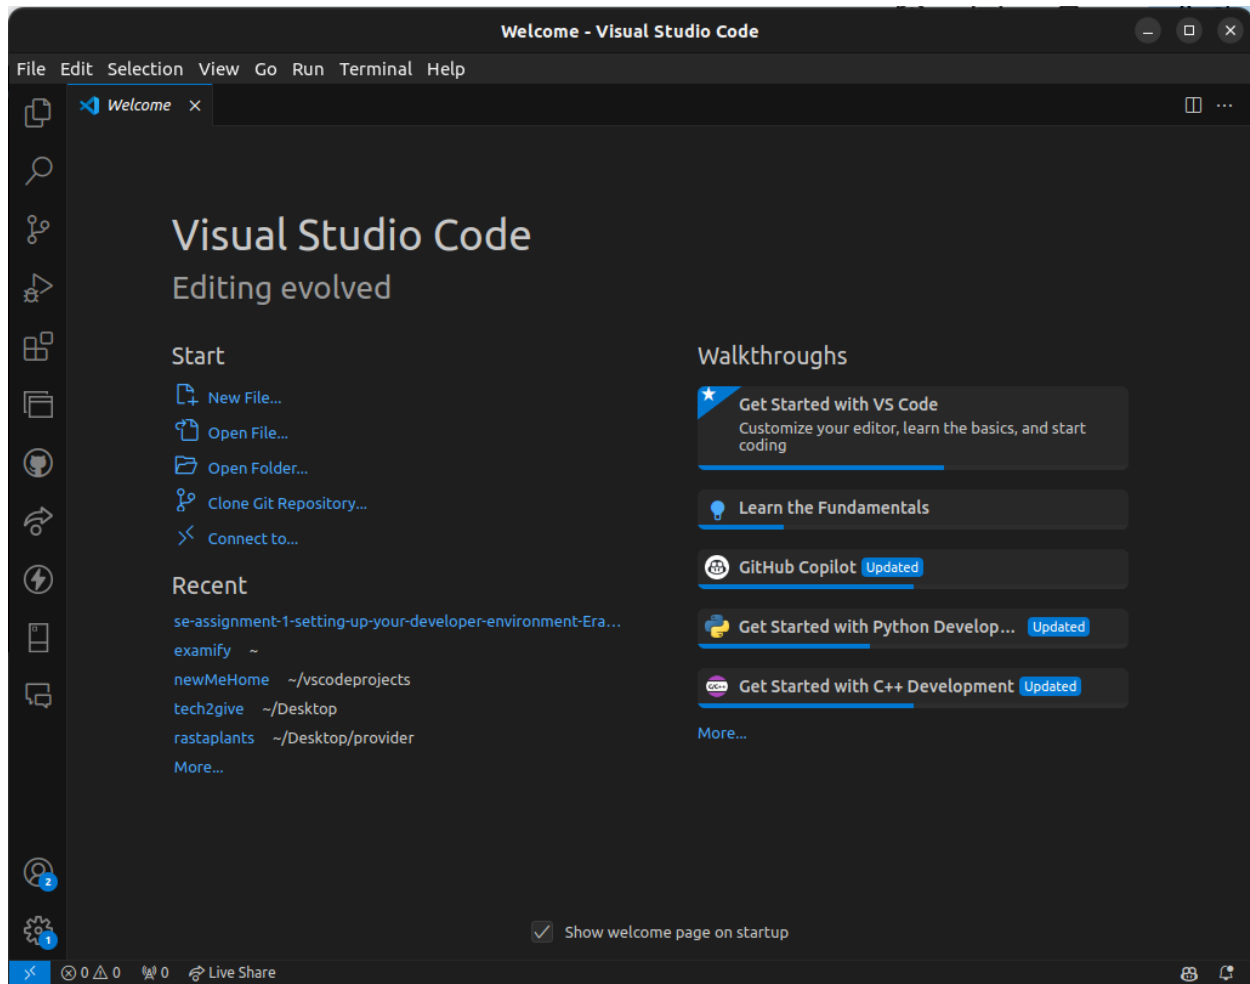 Welcome - Visual Studio Code
File Edit Selection View Go Run Terminal Help
Welcome
Visual Studio Code
Editing evolved
Start
New File...
Open File...
Open Folder...
Clone Git Repository...
Connect to...
Recent
se-assignment-1-setting-up-your-developer-environment-Era...
examify ~
newMeHome ~/vscodeprojects
tech2give ~/Desktop
rastaplants ~/Desktop/provider
More...
Walkthroughs
Get Started with VS Code
Customize your editor, learn the basics, and start
coding
Learn the Fundamentals
GitHub Copilot Updated
Get Started with Python Develop... Updated
C/C++ Get Started with C++ Development Updated
More...
2
1
Show welcome page on startup
0 0 0 Live Share